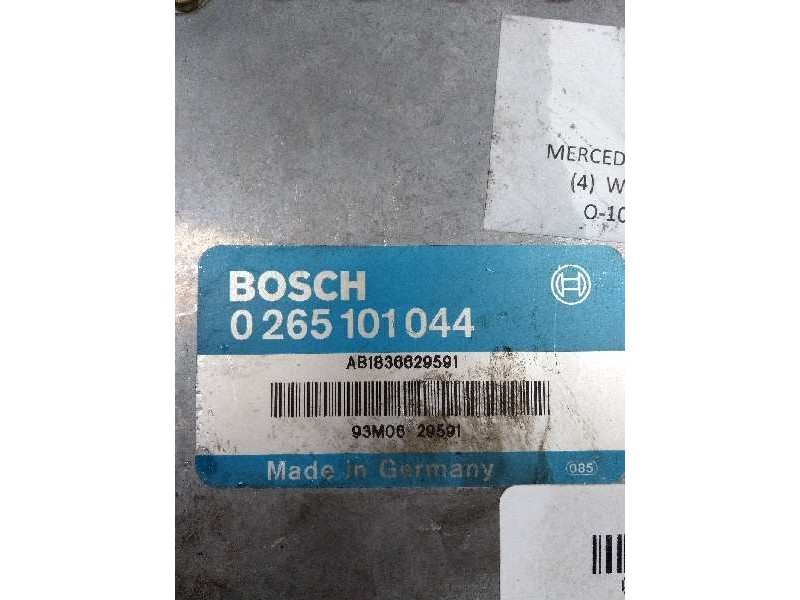 MERCED
(4) W
O-10
BOSCH
0 265 101 044
AB1836629591
93M06 29591
Made in Germany
085